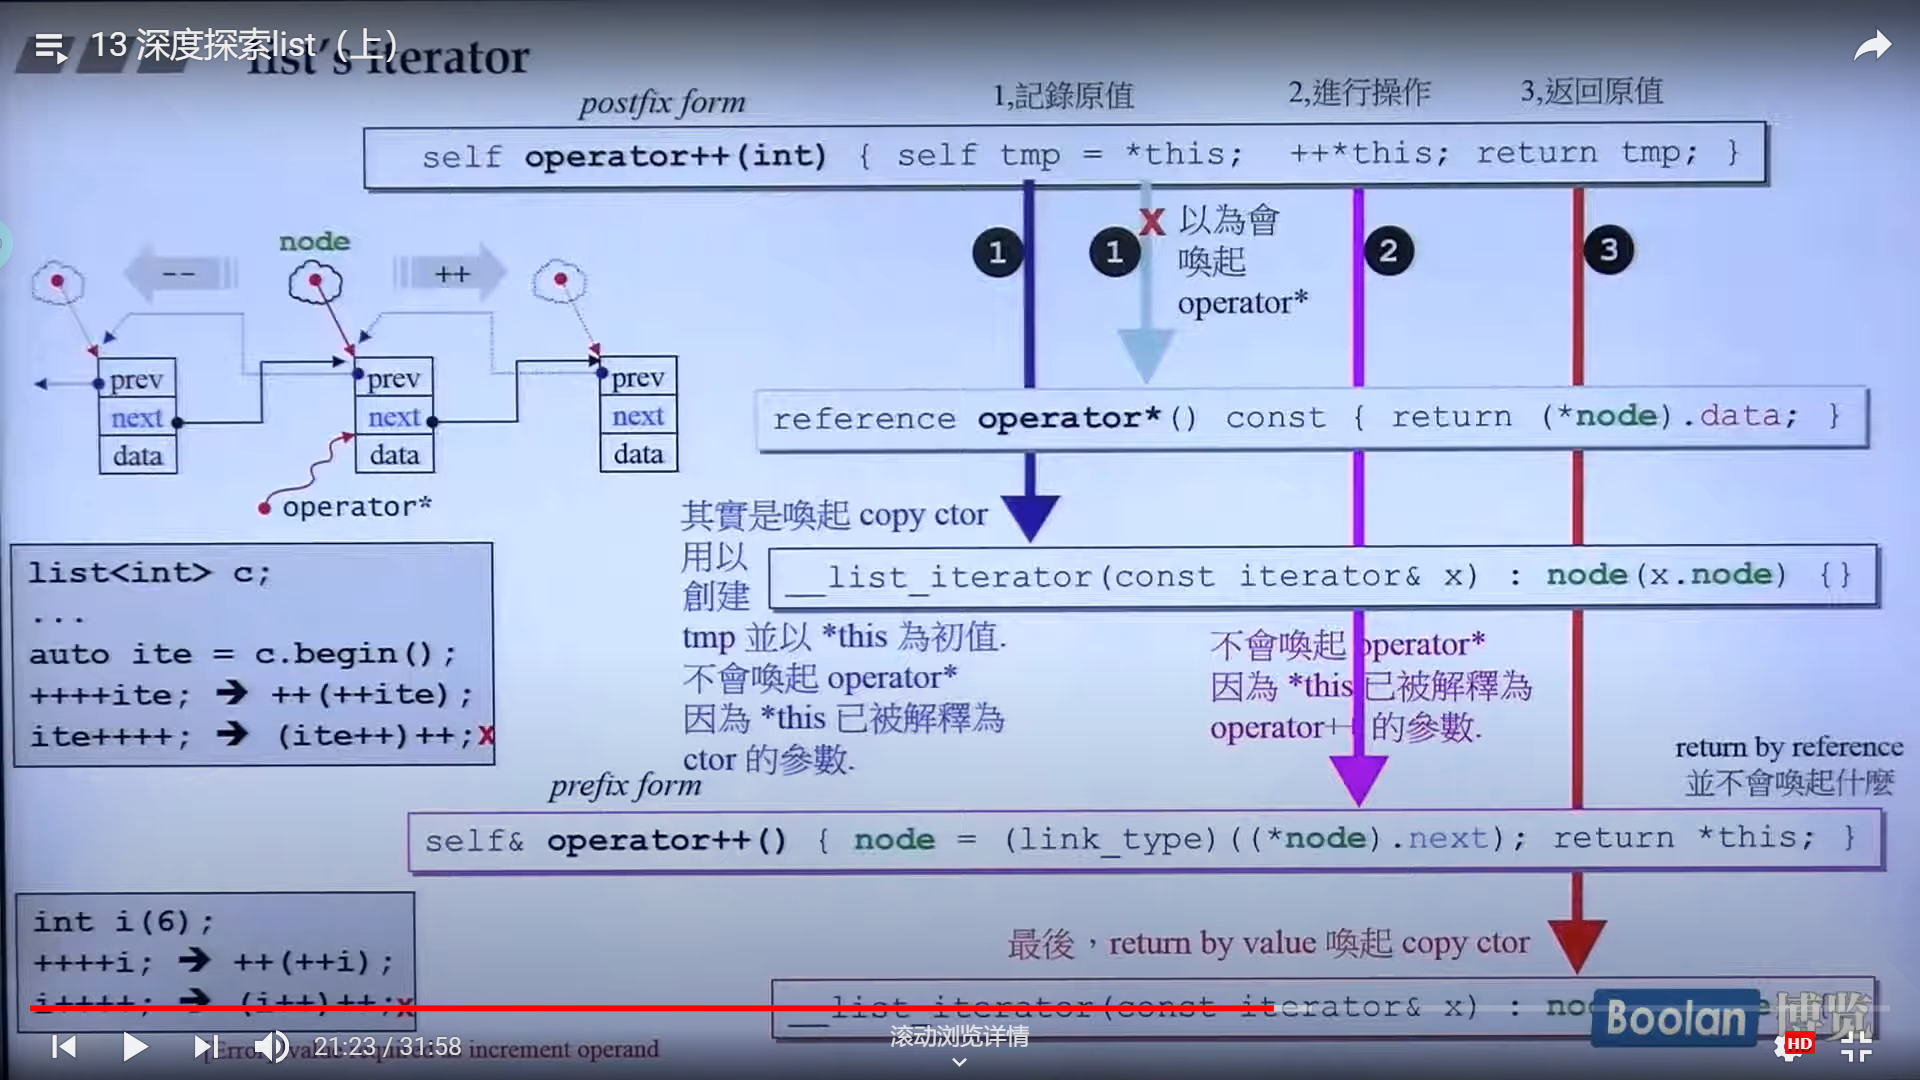 13 深度探索list（上）
list's iterator
postfix form
1,記錄原值
2,進行操作
3,返回原值
self operator++(int) { self tmp = *this; ++*this; return tmp; }
1
1
x 以為會
喚起
operator*
2
3
node
--
++
prev
next
data
prev
next
data
prev
next
data
operator*
reference operator*() const { return (*node).data; }
其實是喚起 copy ctor
用以
創建
tmp 並以 *this 為初值.
不會喚起 operator*
因為 *this 已被解釋為
ctor 的參數.
__list_iterator(const iterator& x) : node(x.node) {}
不會喚起 operator*
因為 *this 已被解釋為
operator++ 的參數.
list<int> c;
...
auto ite = c.begin();
++++ite; ➔ ++(++ite);
ite++++; ➔ (ite++)++;x
return by reference
並不會喚起什麼
prefix form
self& operator++() { node = (link_type)((*node).next); return *this; }
int i(6);
++++i; ➔ ++(++i);
i++++; ➔ (i++)++;x
最後，return by value 喚起 copy ctor
__list_iterator(const iterator& x) :
Boolan 博览
increment operand
21:23 / 31:58
滚动浏览详情
HD